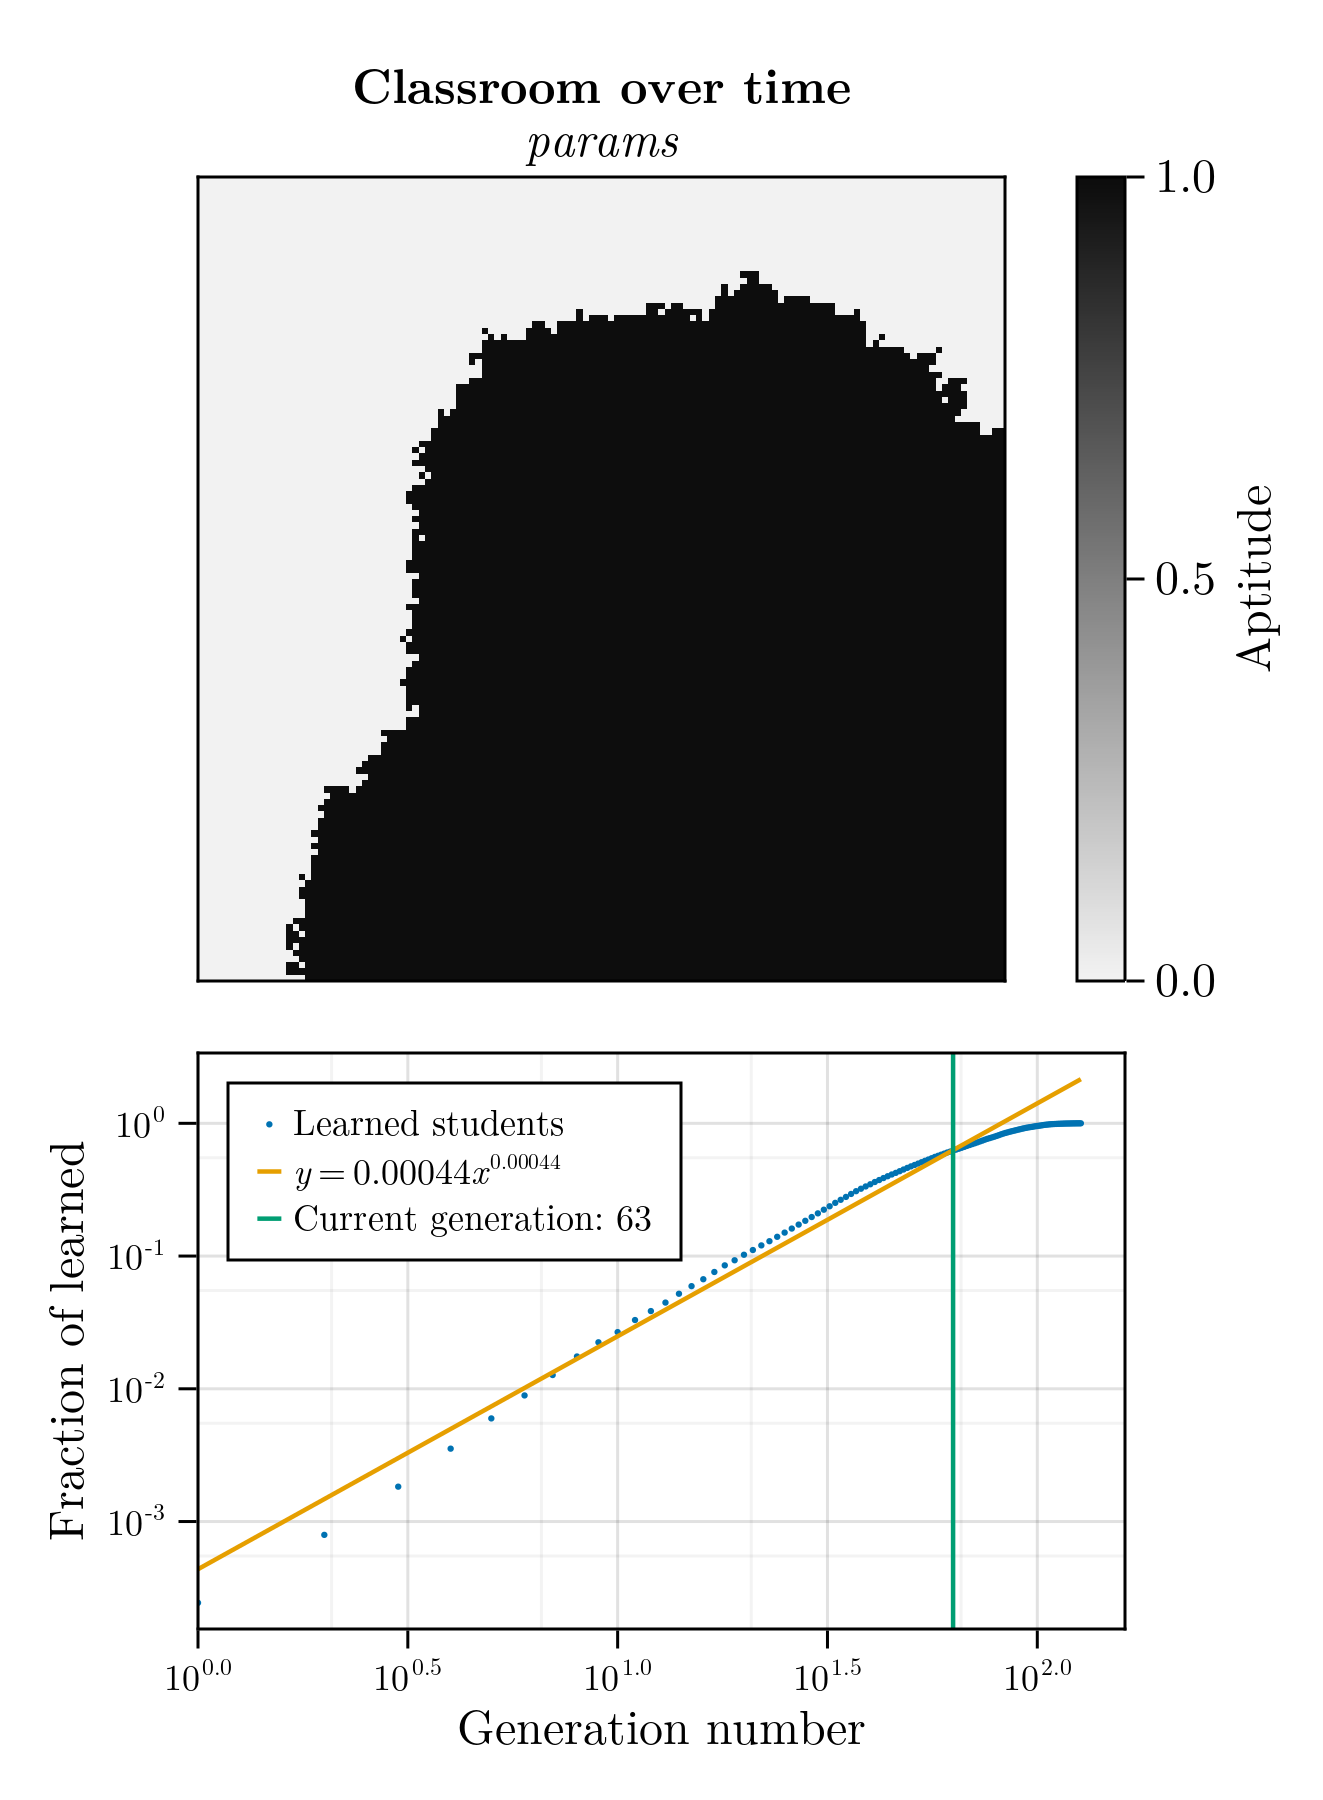 Classroom over time
params
1.0
0.5
0.0
Aptitude
Learned students
y = 0.00044x^0.00044
Current generation: 63
10^0
10^-1
10^-2
10^-3
Fraction of learned
10^0.0 10^0.5 10^1.0 10^1.5 10^2.0
Generation number